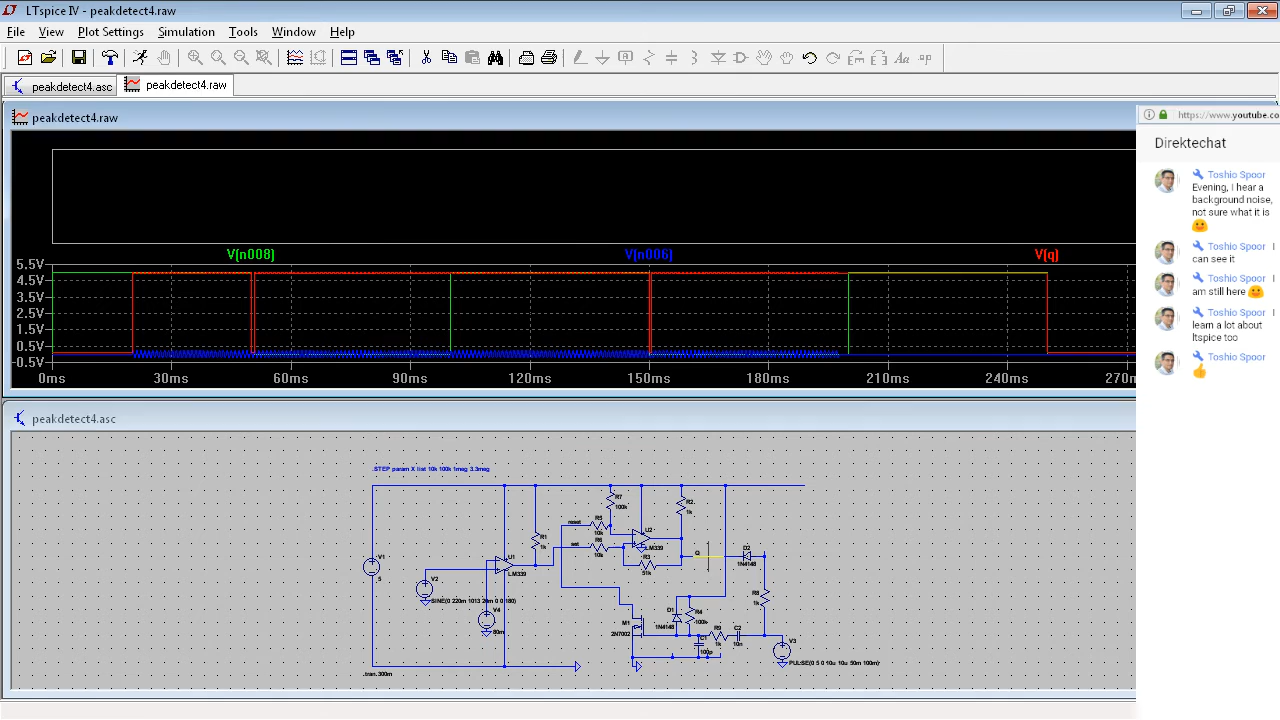 LTspice IV - peakdetect4.raw
File View Plot Settings Simulation Tools Window Help
peakdetect4.asc peakdetect4.raw
peakdetect4.raw
V(n008) V(n006) V(q)
5.5V
4.5V
3.5V
2.5V
1.5V
0.5V
-0.5V
0ms 30ms 60ms 90ms 120ms 150ms 180ms 210ms 240ms 270m
peakdetect4.asc
.STEP param X list 10k 100k 1meg 3.3meg
V1
5
V2
SINE(0 220m 1013 20m 0 0 180)
V4
80m
U1
LM339
R1
1k
reset
set
R5
10k
R6
10k
R7
100k
U2
LM339
R3
51k
R2
1k
Q
D2
1N4148
R8
1k
M1
2N7002
D1
1N4148
R4
100k
R9
1k
C1
100p
C2
10n
V3
PULSE(0 5 0 10u 10u 50m 100m)
.tran 300m
https://www.youtube.co
Direktechat
Toshio Spoor
Evening, I hear a
background noise,
not sure what it is
Toshio Spoor I
can see it
Toshio Spoor I
am still here
Toshio Spoor I
learn a lot about
ltspice too
Toshio Spoor